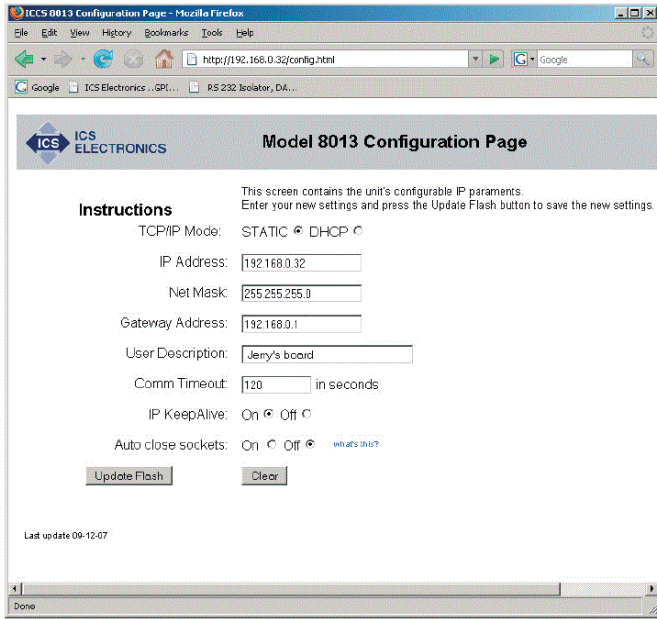 ICCS 8013 Configuration Page - Mozilla Firefox
File Edit View History Bookmarks Tools Help
http://192.168.0.32/config.html
G Google
Google ICS Electronics ..GPI... RS 232 Isolator, DA...
ICS ICS ELECTRONICS
Model 8013 Configuration Page
This screen contains the unit's configurable IP paraments.
Instructions Enter your new settings and press the Update Flash button to save the new settings.
TCP/IP Mode: STATIC DHCP
IP Address: 192.168.0.32
Net Mask: 255.255.255.0
Gateway Address: 192.168.0.1
User Description: Jerry's board
Comm Timeout: 120 in seconds
IP KeepAlive: On Off
Auto close sockets: On Off what's this?
Update Flash Clear
Last update 09-12-07
Done